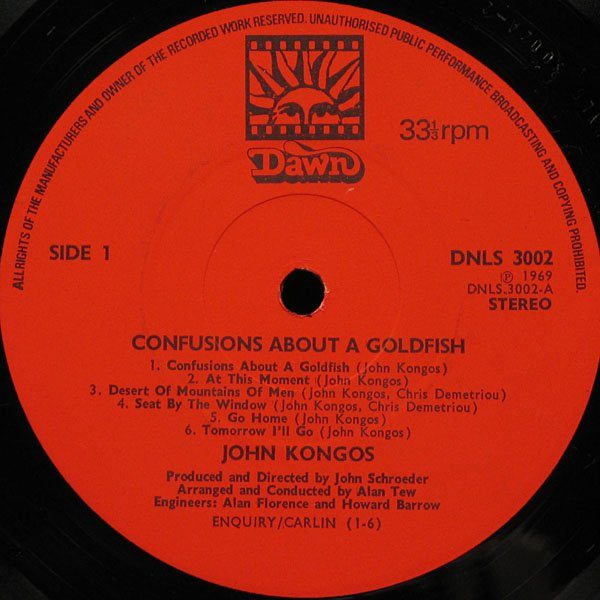 ALL RIGHTS OF THE MANUFACTURERS AND OWNER OF THE RECORDED WORK RESERVED. UNAUTHORISED PUBLIC PERFORMANCE BROADCASTING AND COPYING PROHIBITED.
Dawn
33⅓rpm
SIDE 1
DNLS 3002
Ⓟ 1969
DNLS.3002-A
STEREO
CONFUSIONS ABOUT A GOLDFISH
1. Confusions About A Goldfish (John Kongos)
2. At This Moment (John Kongos)
3. Desert Of Mountains Of Men (John Kongos, Chris Demetriou)
4. Seat By The Window (John Kongos, Chris Demetriou)
5. Go Home (John Kongos)
6. Tomorrow I'll Go (John Kongos)
JOHN KONGOS
Produced and Directed by John Schroeder
Arranged and Conducted by Alan Tew
Engineers: Alan Florence and Howard Barrow
ENQUIRY/CARLIN (1-6)